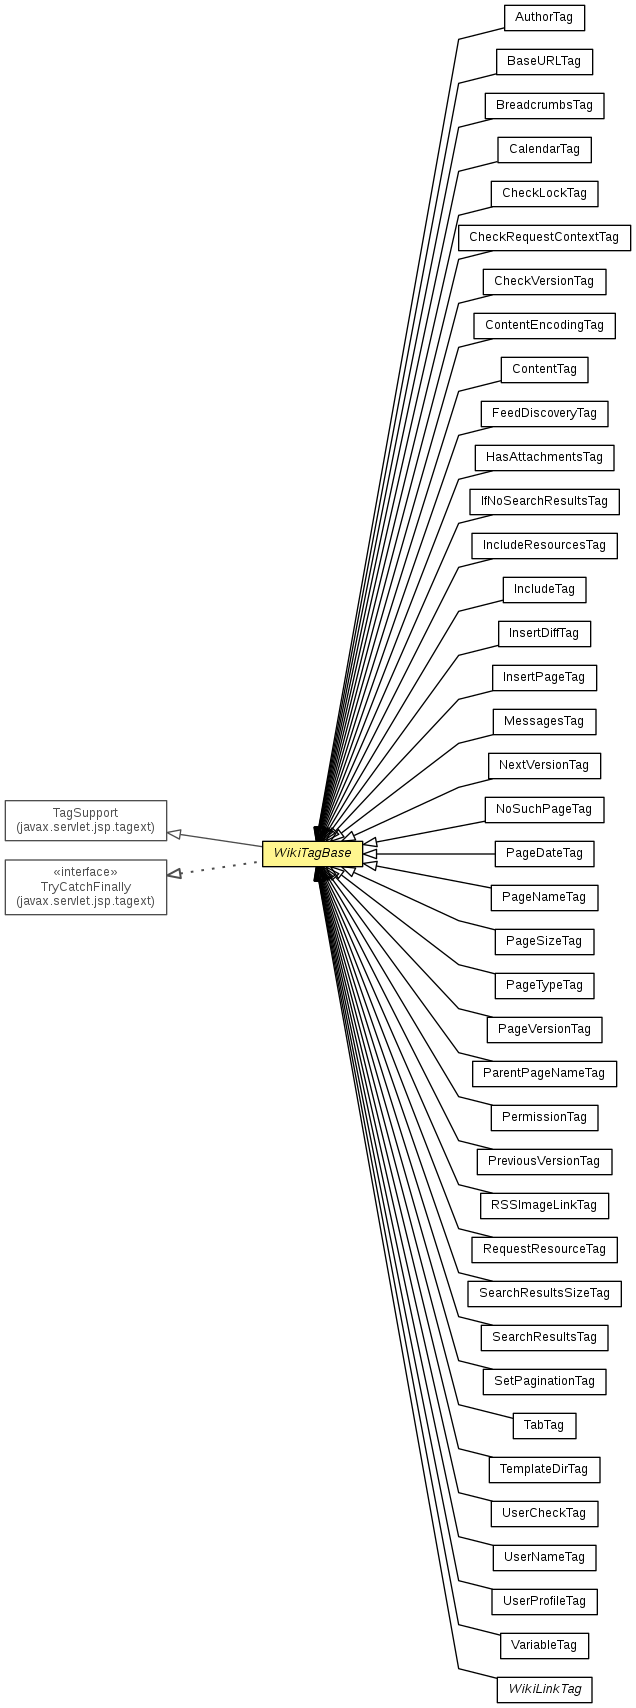 AuthorTag
BaseURLTag
BreadcrumbsTag
CalendarTag
CheckLockTag
CheckRequestContextTag
CheckVersionTag
ContentEncodingTag
ContentTag
FeedDiscoveryTag
HasAttachmentsTag
IfNoSearchResultsTag
IncludeResourcesTag
IncludeTag
InsertDiffTag
InsertPageTag
MessagesTag
NextVersionTag
NoSuchPageTag
TagSupport
(javax.servlet.jsp.tagext)
WikiTagBase
«interface»
TryCatchFinally
(javax.servlet.jsp.tagext)
PageDateTag
PageNameTag
PageSizeTag
PageTypeTag
PageVersionTag
ParentPageNameTag
PermissionTag
PreviousVersionTag
RSSImageLinkTag
RequestResourceTag
SearchResultsSizeTag
SearchResultsTag
SetPaginationTag
TabTag
TemplateDirTag
UserCheckTag
UserNameTag
UserProfileTag
VariableTag
WikiLinkTag